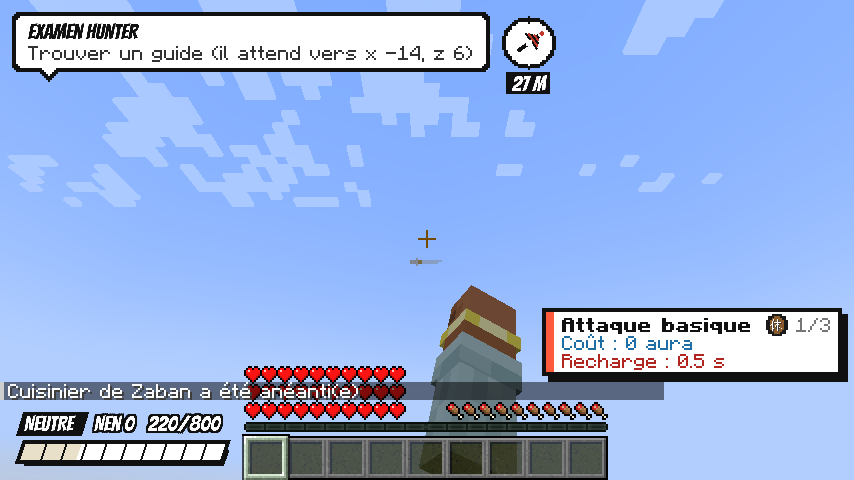 EXAMEN HUNTER
Trouver un guide (il attend vers x -14, z 6)
27 M
Attaque basique 1/3
Coût : 0 aura
Recharge : 0.5 s
Cuisinier de Zaban a été anéanti(e)
NEUTRE NEN 0 220/800